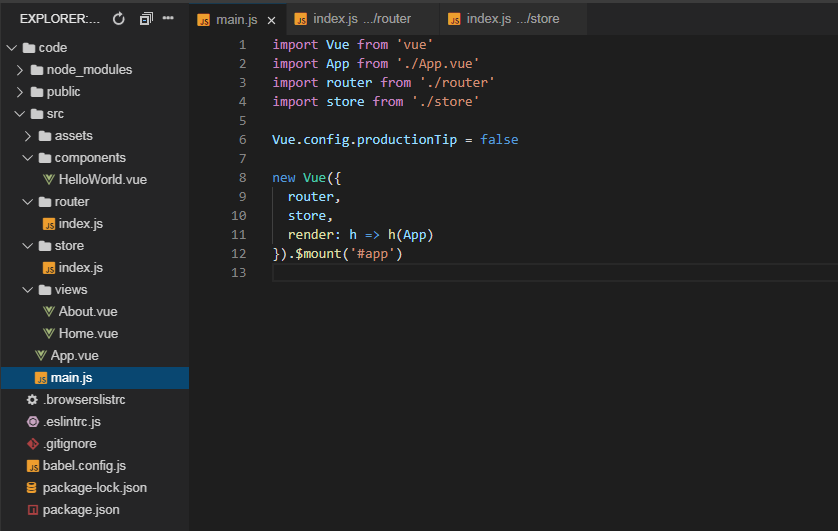 EXPLORER:...
code
node_modules
public
src
assets
components
HelloWorld.vue
router
index.js
store
index.js
views
About.vue
Home.vue
App.vue
main.js
.browserslistrc
.eslintrc.js
.gitignore
babel.config.js
package-lock.json
package.json
main.js × index.js .../router index.js .../store
1 import Vue from 'vue'
2 import App from './App.vue'
3 import router from './router'
4 import store from './store'
5
6 Vue.config.productionTip = false
7
8 new Vue({
9   router,
10   store,
11   render: h => h(App)
12 }).$mount('#app')
13